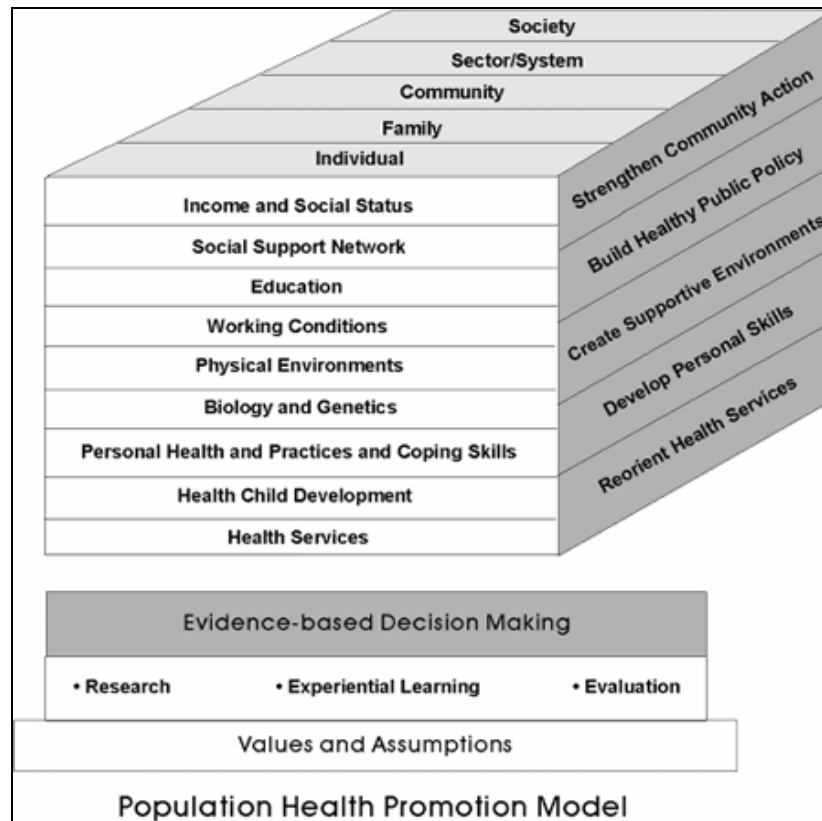 Society
Sector/System
Community
Family
Individual
Income and Social Status
Social Support Network
Education
Working Conditions
Physical Environments
Biology and Genetics
Personal Health and Practices and Coping Skills
Health Child Development
Health Services
Strengthen Community Action
Build Healthy Public Policy
Create Supportive Environments
Develop Personal Skills
Reorient Health Services
Evidence-based Decision Making
• Research • Experiential Learning • Evaluation
Values and Assumptions
Population Health Promotion Model